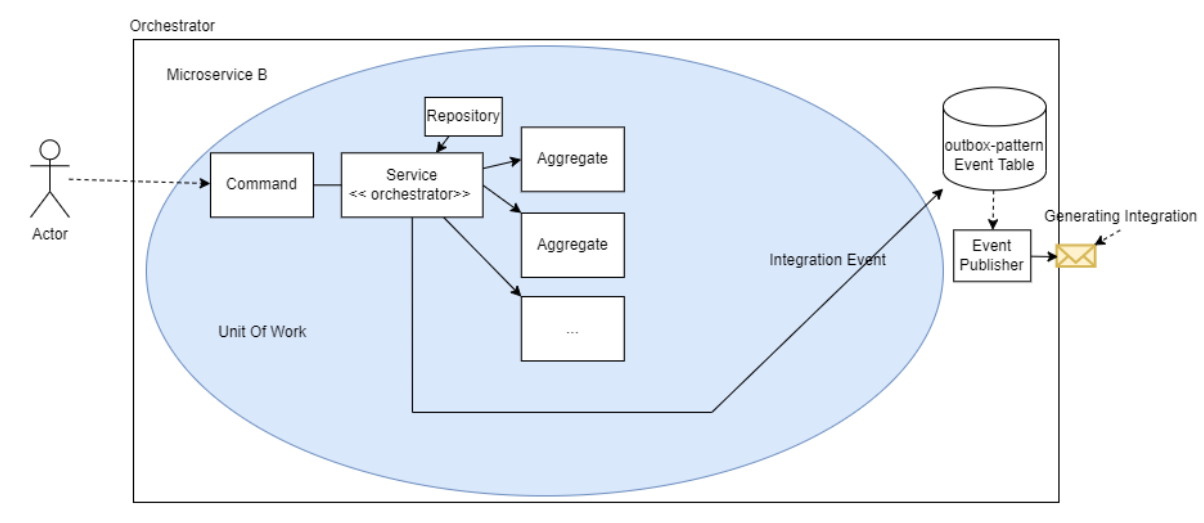 Orchestrator
Microservice B
Repository
Aggregate
Command
Service
<< orchestrator>>
outbox-pattern
Event Table
Actor
Aggregate
Generating Integration
Integration Event
Event
Publisher
Unit Of Work
...